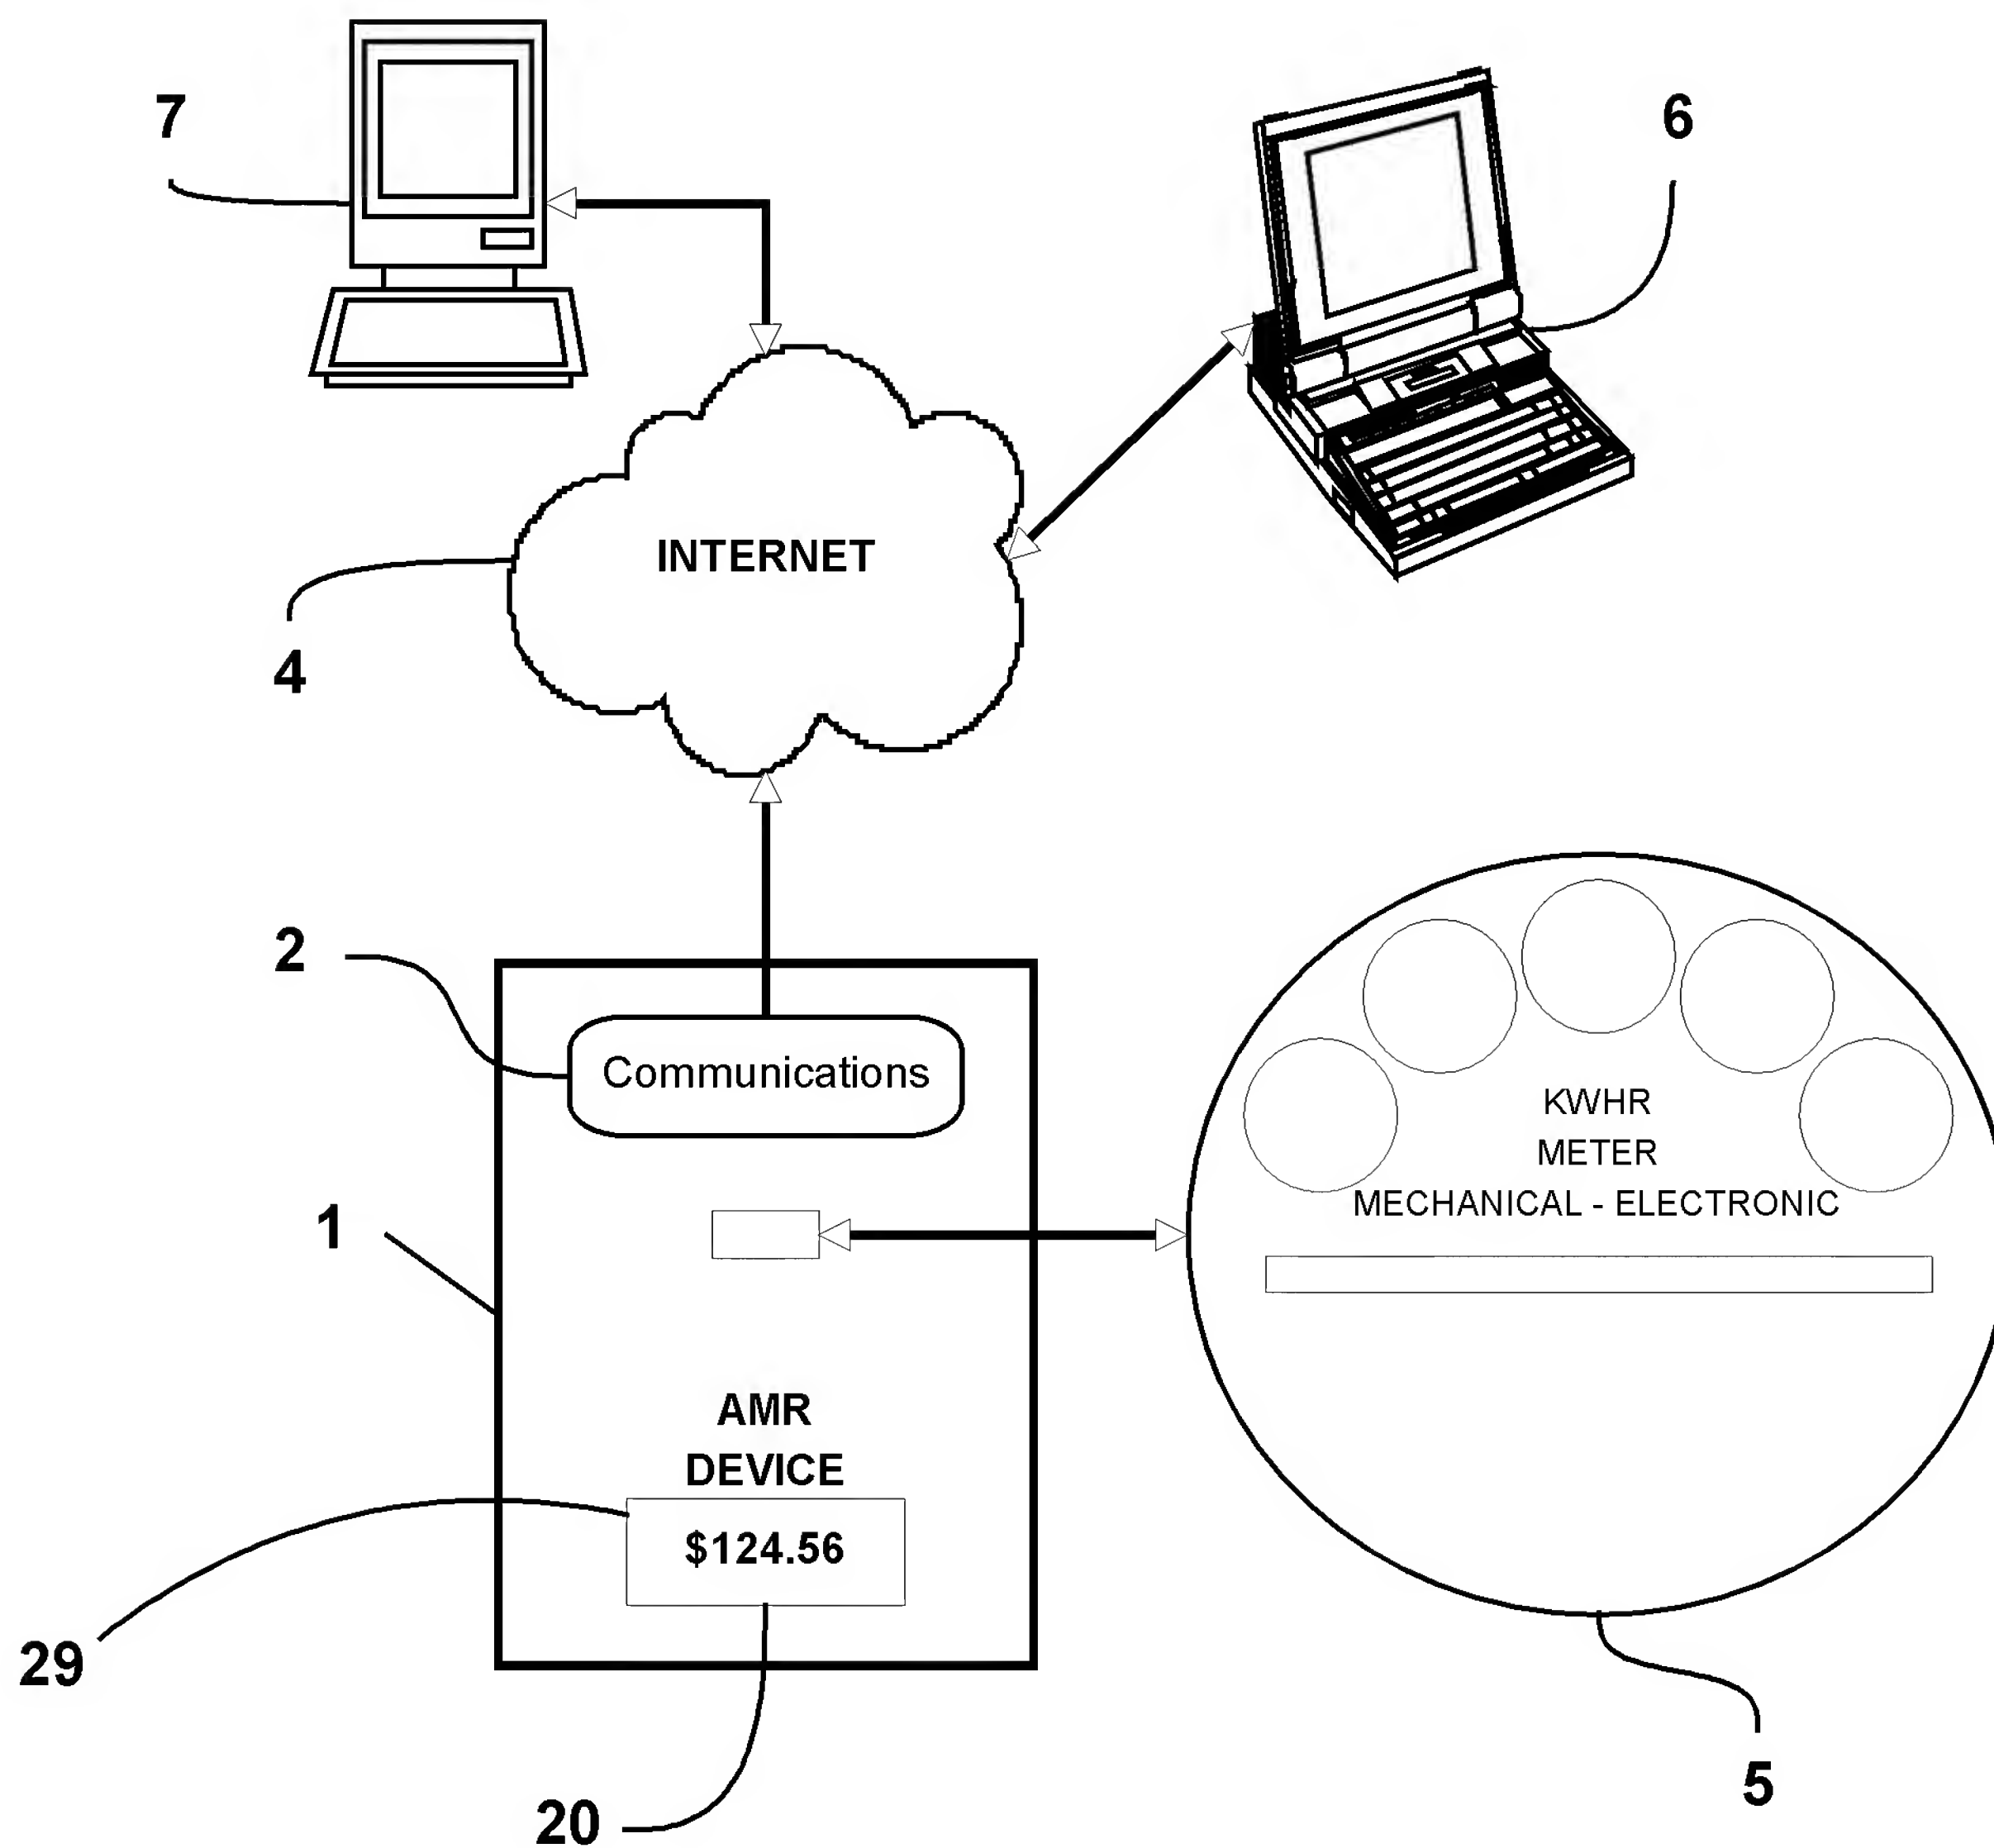 7
6
INTERNET
4
2
Communications
KWHR
METER
MECHANICAL - ELECTRONIC
1
AMR
DEVICE
$124.56
29
5
20